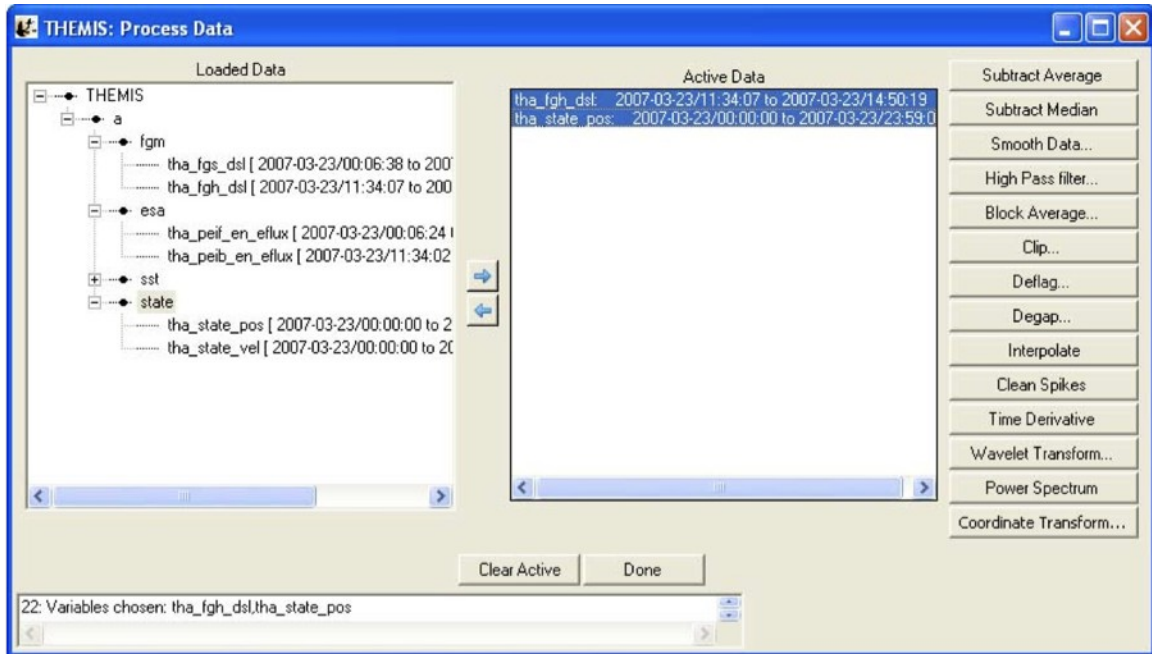 THEMIS: Process Data
Loaded Data
THEMIS
a
fgm
tha_fgs_dsl [ 2007-03-23/00:06:38 to 200
tha_fgh_dsl [ 2007-03-23/11:34:07 to 200
esa
tha_peif_en_eflux [ 2007-03-23/00:06:24
tha_peib_en_eflux [ 2007-03-23/11:34:02
sst
state
tha_state_pos [ 2007-03-23/00:00:00 to 2
tha_state_vel [ 2007-03-23/00:00:00 to 20
Active Data
tha_fgh_dsl: 2007-03-23/11:34:07 to 2007-03-23/14:50:19
tha_state_pos: 2007-03-23/00:00:00 to 2007-03-23/23:59:0
Subtract Average
Subtract Median
Smooth Data...
High Pass filter...
Block Average...
Clip...
Deflag...
Degap...
Interpolate
Clean Spikes
Time Derivative
Wavelet Transform...
Power Spectrum
Coordinate Transform...
Clear Active
Done
22: Variables chosen: tha_fgh_dsl,tha_state_pos